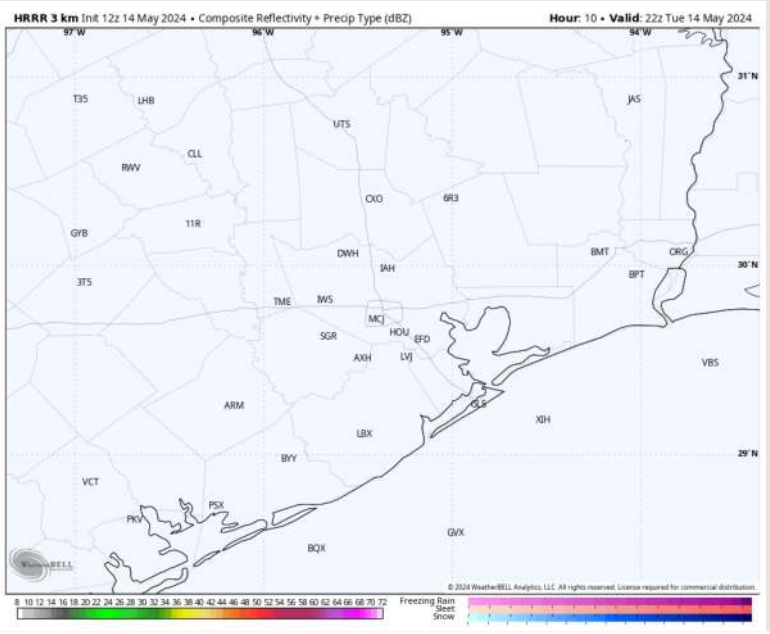 HRRR 3 km Init 12z 14 May 2024 • Composite Reflectivity + Precip Type (dBZ)
Hour: 10 • Valid: 22z Tue 14 May 2024
97°W 96°W 95°W 94°W
31°N
T35 LHB JAS
UTS
CLL
RWV
CXO 6R3
11R
GYB
DWH BMT ORG
30°N
IAH
BPT
3T5
TME IWS
MCJ
HOU
SGR EFD
AXH LVJ
VBS
ARM GLS
XIH
LBX
29°N
BYY
VCT
PSX
PKV
GVX
BQX
WEATHERBELL
© 2024 WeatherBELL Analytics, LLC. All rights reserved. License required for commercial distribution.
8 10 12 14 16 18 20 22 24 26 28 30 32 34 36 38 40 42 44 46 48 50 52 54 56 58 60 62 64 66 68 70 72
Freezing Rain
Sleet
Snow